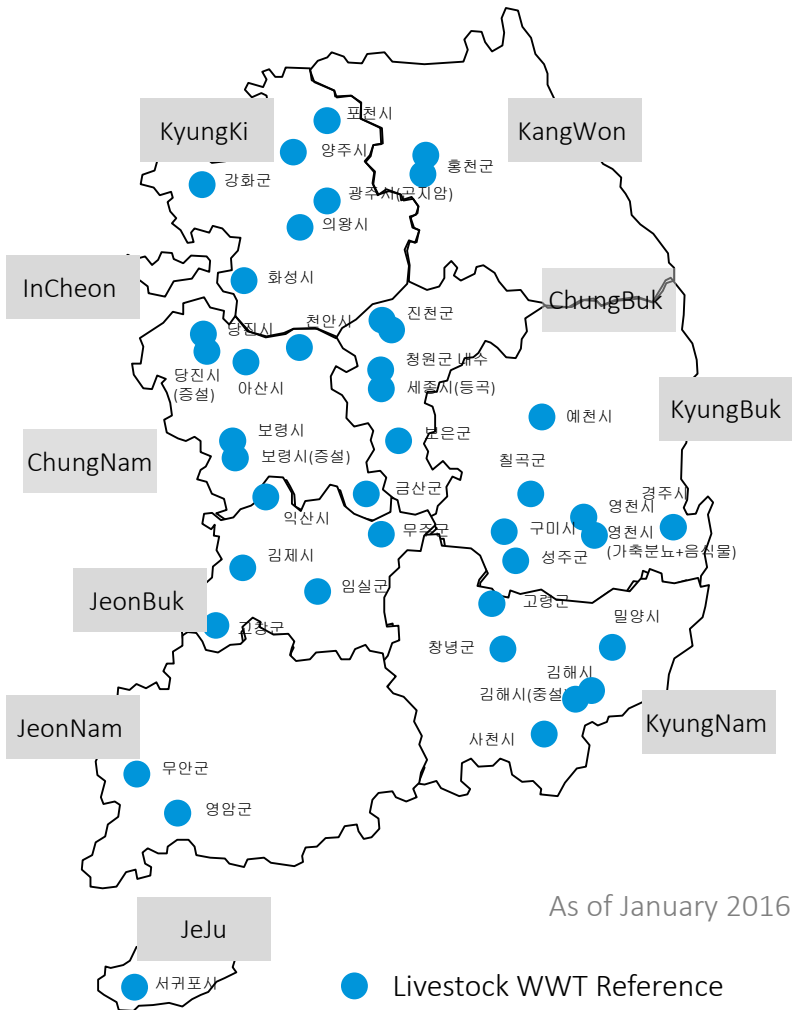 포천시
KyungKi
KangWon
양주시
홍천군
강화군
광주시(곤지암)
의왕시
InCheon
화성시
ChungBuk
진천군
천안시
당진시
당진시
(증설)
아산시
청원군 내수
세종시(등곡)
예천시
KyungBuk
보령시
보은군
ChungNam
보령시(증설)
칠곡군
금산군
경주시
익산시
영천시
무주군
구미시
영천시
(가축분뇨+음식물)
김제시
성주군
임실군
JeonBuk
고령군
고창군
밀양시
창녕군
김해시
김해시(중설)
JeonNam
KyungNam
사천시
무안군
영암군
As of January 2016
JeJu
서귀포시
Livestock WWT Reference